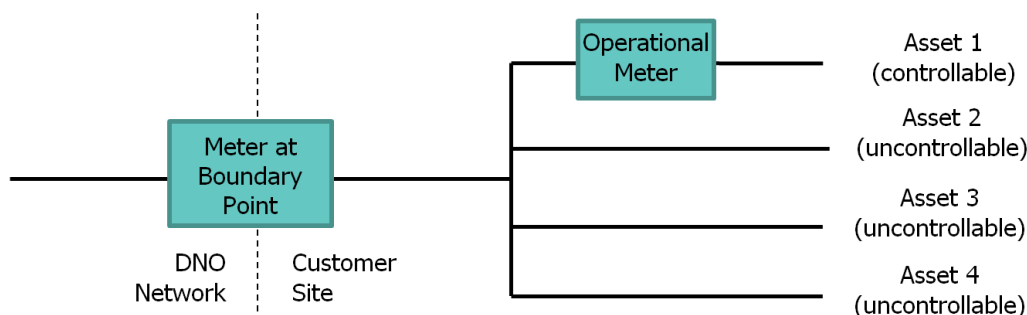 Meter at
Boundary
Point
DNO
Network
Customer
Site
Operational
Meter
Asset 1
(controllable)
Asset 2
(uncontrollable)
Asset 3
(uncontrollable)
Asset 4
(uncontrollable)